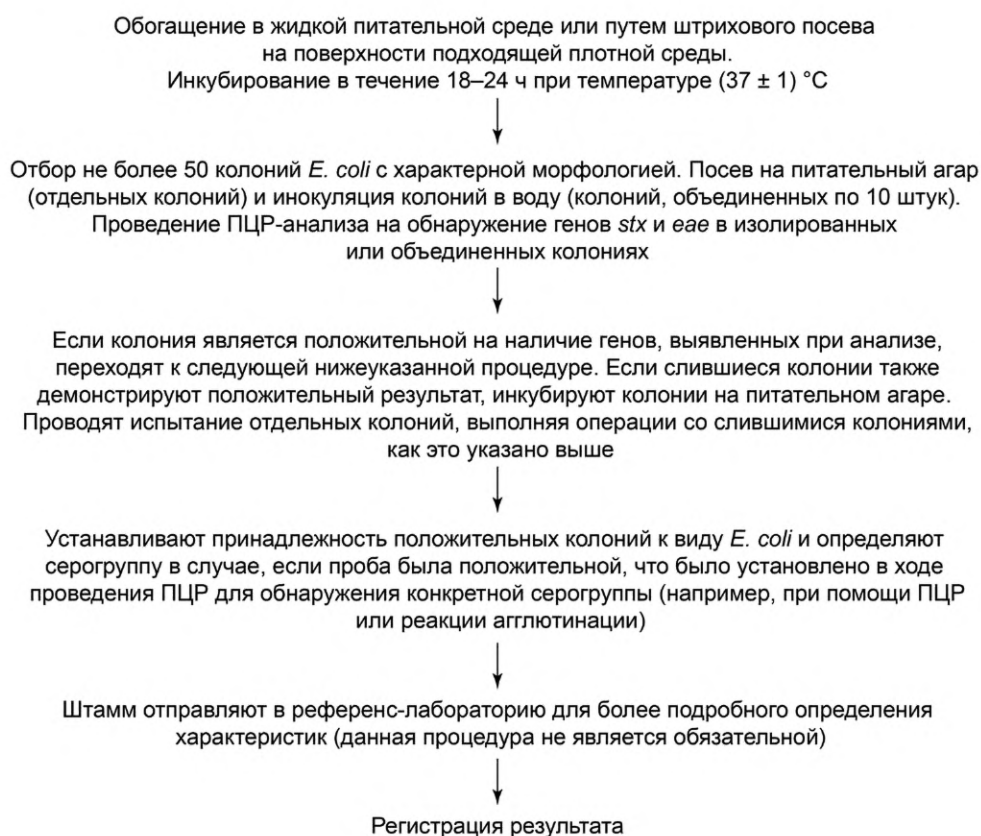 Обогащение в жидкой питательной среде или путем штрихового посева
на поверхности подходящей плотной среды.
Инкубирование в течение 18–24 ч при температуре (37 ± 1) °C
Отбор не более 50 колоний E. coli с характерной морфологией. Посев на питательный агар
(отдельных колоний) и инокуляция колоний в воду (колоний, объединенных по 10 штук).
Проведение ПЦР-анализа на обнаружение генов stx и eae в изолированных
или объединенных колониях
Если колония является положительной на наличие генов, выявленных при анализе,
переходят к следующей нижеуказанной процедуре. Если слившиеся колонии также
демонстрируют положительный результат, инкубируют колонии на питательном агаре.
Проводят испытание отдельных колоний, выполняя операции со слившимися колониями,
как это указано выше
Устанавливают принадлежность положительных колоний к виду E. coli и определяют
серогруппу в случае, если проба была положительной, что было установлено в ходе
проведения ПЦР для обнаружения конкретной серогруппы (например, при помощи ПЦР
или реакции агглютинации)
Штамм отправляют в референс-лабораторию для более подробного определения
характеристик (данная процедура не является обязательной)
Регистрация результата